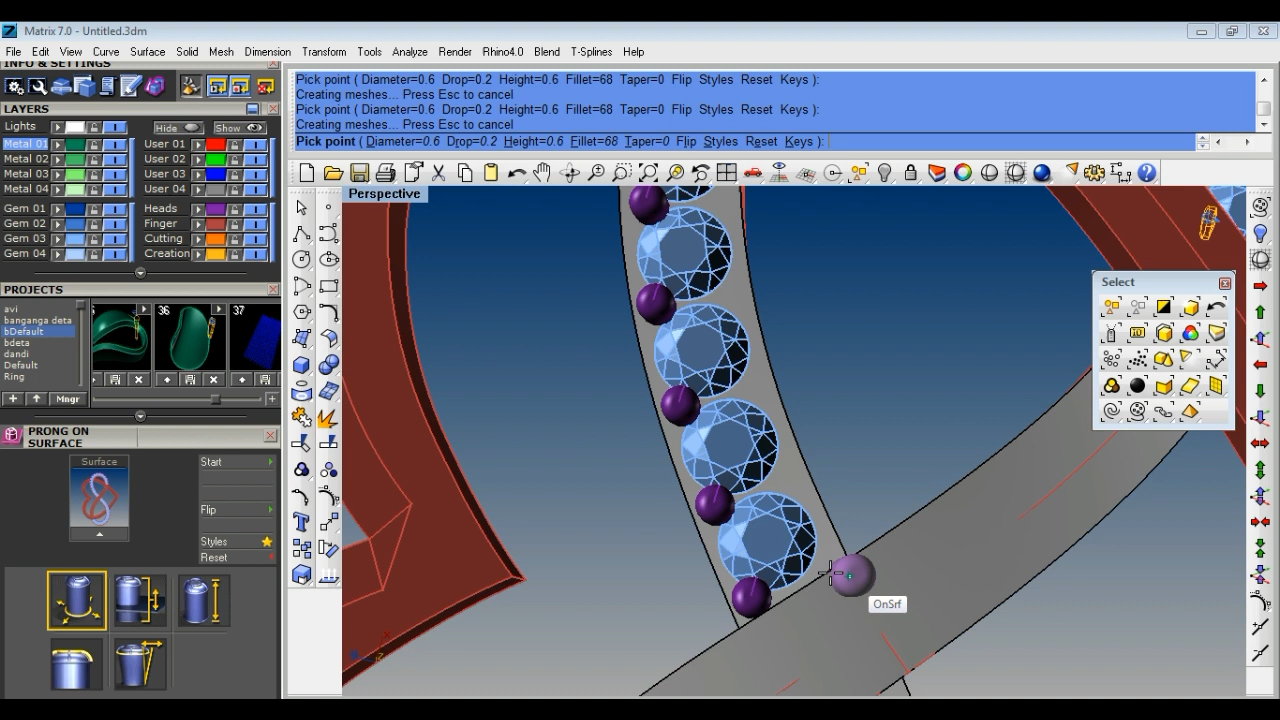 Matrix 7.0 - Untitled.3dm
File Edit View Curve Surface Solid Mesh Dimension Transform Tools Analyze Render Rhino4.0 Blend T-Splines Help
INFO & SETTINGS
Pick point ( Diameter=0.6 Drop=0.2 Height=0.6 Fillet=68 Taper=0 Flip Styles Reset Keys ):
Creating meshes... Press Esc to cancel
Pick point ( Diameter=0.6 Drop=0.2 Height=0.6 Fillet=68 Taper=0 Flip Styles Reset Keys ):
Creating meshes... Press Esc to cancel
Pick point ( Diameter=0.6 Drop=0.2 Height=0.6 Fillet=68 Taper=0 Flip Styles Reset Keys ):
LAYERS
Lights Hide Show
Metal 01 User 01
Metal 02 User 02
Metal 03 User 03
Metal 04 User 04
Gem 01 Heads
Gem 02 Finger
Gem 03 Cutting
Gem 04 Creation
Perspective
Select
PROJECTS
avi
banganga deta
bDefault
bdeta
dandi
Default
Ring
36 37
Mngr
PRONG ON
SURFACE
Surface
Start
Flip
Styles
Reset
OnSrf